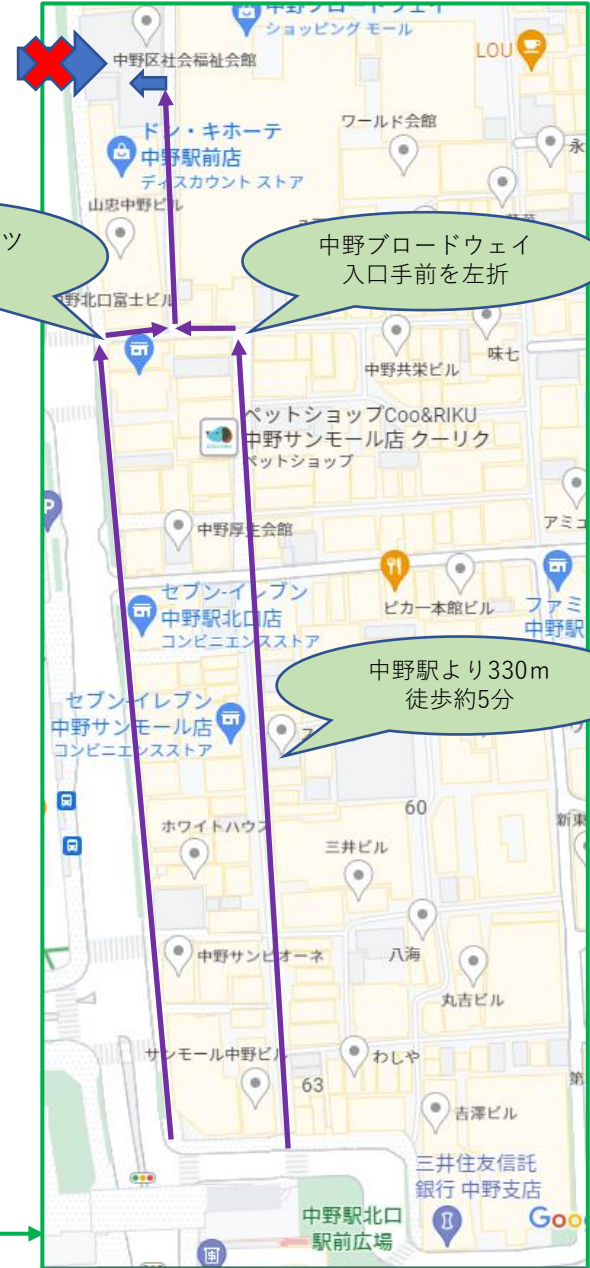 中野ブロードウェイ
ショッピング モール
LOU
中野区社会福祉会館
ワールド会館
永
ドン・キホーテ
中野駅前店
ディスカウント ストア
山忠中野ビル
ツ
中野ブロードウェイ
入口手前を左折
野北口富士ビル
味七
中野共栄ビル
ペットショップCoo&RIKU
中野サンモール店 クーリク
ペットショップ
P
中野厚生会館
アミュ
セブン-イレブン
中野駅北口店
コンビニエンスストア
ピカ一本館ビル
ファミ
中野駅
中野駅より330m
徒歩約5分
セブン-イレブン
中野サンモール店
コンビニエンスストア
60
新東
ホワイトハウス
三井ビル
中野サンピオーネ
八海
丸吉ビル
サンモール中野ビル
わしや
第
63
吉澤ビル
三井住友信託
銀行 中野支店
中野駅北口
駅前広場
Goo